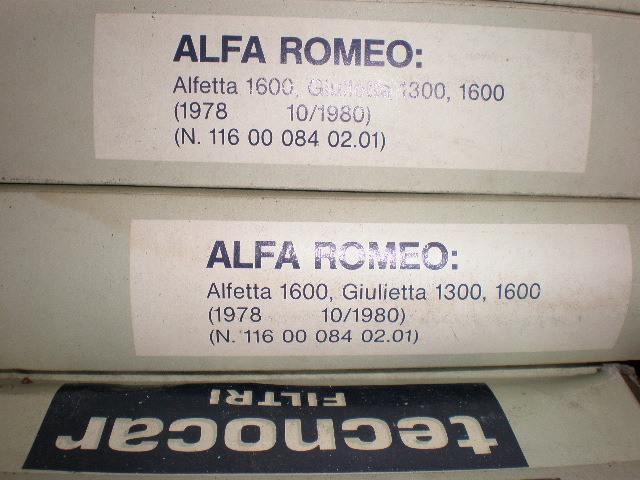 ALFA ROMEO:
Alfetta 1600, Giulietta 1300, 1600
(1978 10/1980)
(N. 116 00 084 02.01)
ALFA ROMEO:
Alfetta 1600, Giulietta 1300, 1600
(1978 10/1980)
(N. 116 00 084 02.01)
tecnocar
FILTRI